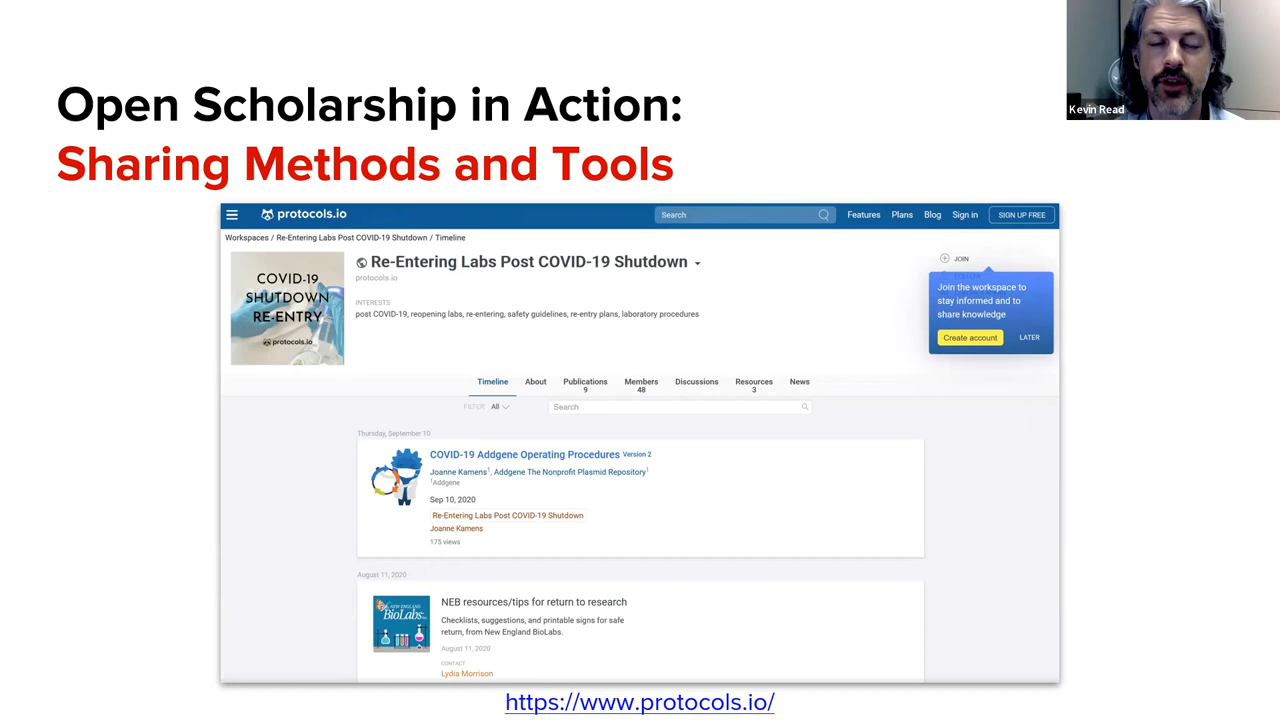 Open Scholarship in Action:
Sharing Methods and Tools
Kevin Read
protocols.io
Search
Features Plans Blog Sign in SIGN UP FREE
Workspaces / Re-Entering Labs Post COVID-19 Shutdown / Timeline
COVID-19
SHUTDOWN
RE-ENTRY
protocols.io
Re-Entering Labs Post COVID-19 Shutdown
protocols.io
INTERESTS
post COVID-19, reopening labs, re-entering, safety guidelines, re-entry plans, laboratory procedures
JOIN
FOLLOW
Join the workspace to
stay informed and to
share knowledge
Create account LATER
Timeline About Publications Members Discussions Resources News
9 48 3
FILTER All
Search
Thursday, September 10
COVID-19 Addgene Operating Procedures Version 2
Joanne Kamens¹, Addgene The Nonprofit Plasmid Repository¹
¹Addgene
Sep 10, 2020
Re-Entering Labs Post COVID-19 Shutdown
Joanne Kamens
175 views
August 11, 2020
NEW ENGLAND
BioLabs
NEB resources/tips for return to research
Checklists, suggestions, and printable signs for safe
return, from New England BioLabs.
August 11, 2020
CONTACT
Lydia Morrison
https://www.protocols.io/